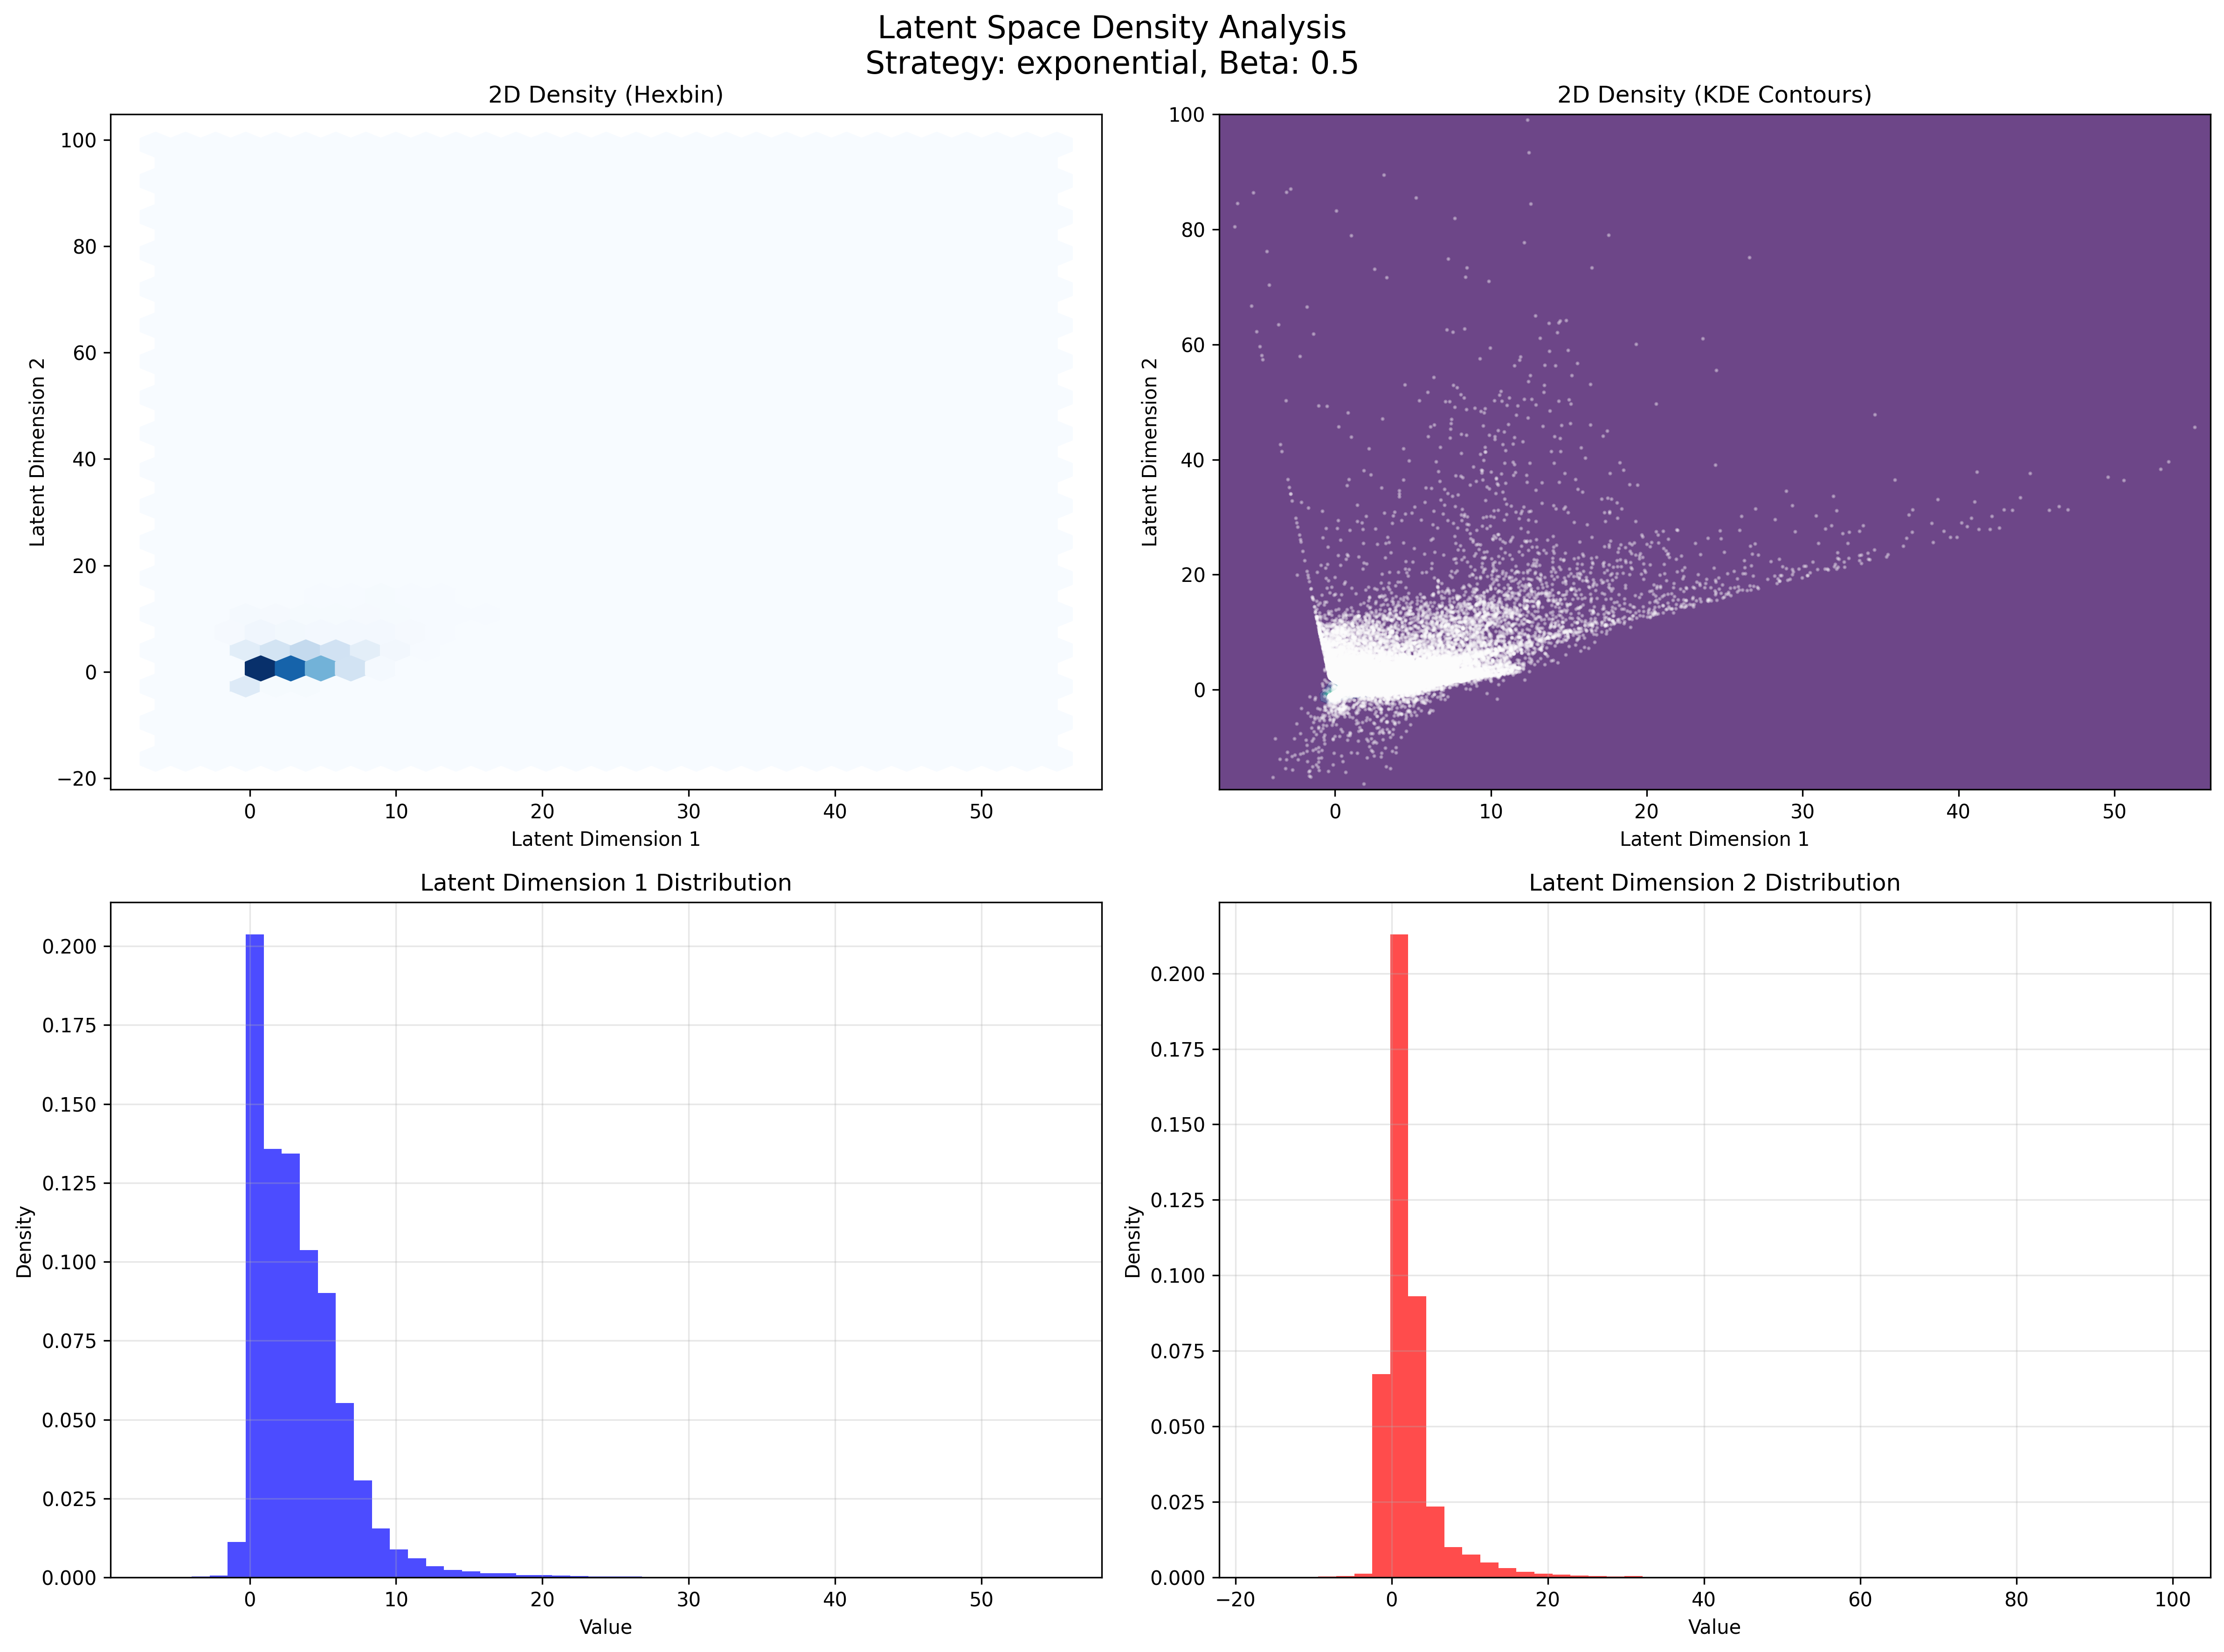 Latent Space Density Analysis
Strategy: exponential, Beta: 0.5
2D Density (Hexbin)
100
80
60
40
20
0
−20
Latent Dimension 2
0 10 20 30 40 50
Latent Dimension 1
2D Density (KDE Contours)
100
80
60
40
20
0
Latent Dimension 2
0 10 20 30 40 50
Latent Dimension 1
Latent Dimension 1 Distribution
0.200
0.175
0.150
0.125
0.100
0.075
0.050
0.025
0.000
Density
0 10 20 30 40 50
Value
Latent Dimension 2 Distribution
0.200
0.175
0.150
0.125
0.100
0.075
0.050
0.025
0.000
Density
−20 0 20 40 60 80 100
Value